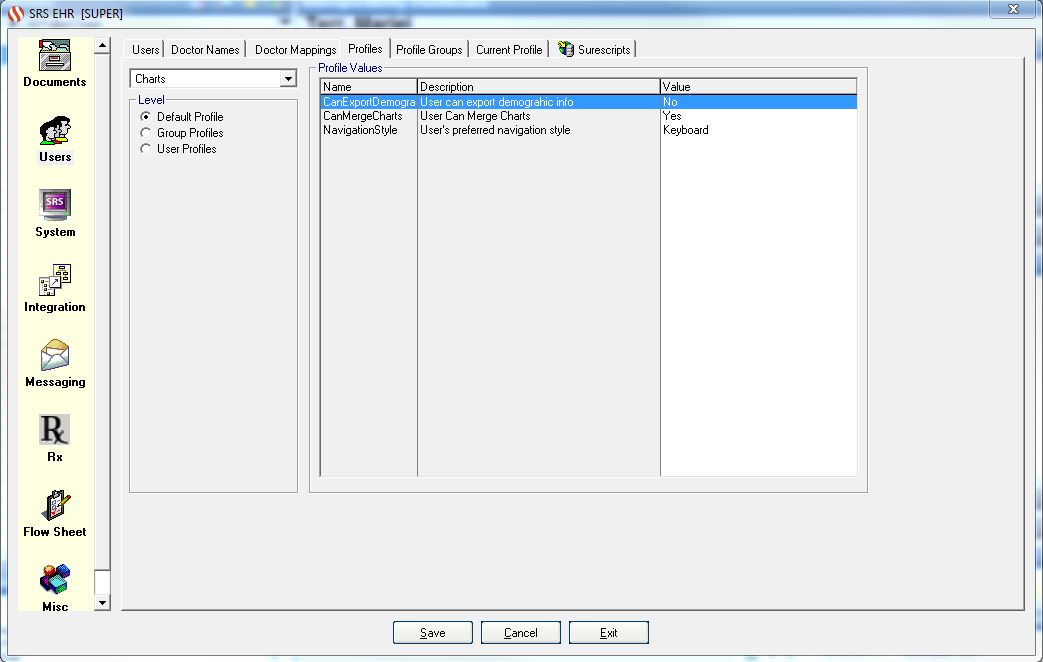 SRS EHR [SUPER]
Documents
Users
SRS
System
Integration
Messaging
Rx
Rx
Flow Sheet
Misc
Users Doctor Names Doctor Mappings Profiles Profile Groups Current Profile Surescripts
Charts
Level
Default Profile
Group Profiles
User Profiles
Profile Values
Name Description Value
CanExportDemogra User can export demograhic info No
CanMergeCharts User Can Merge Charts Yes
NavigationStyle User's preferred navigation style Keyboard
Save Cancel Exit